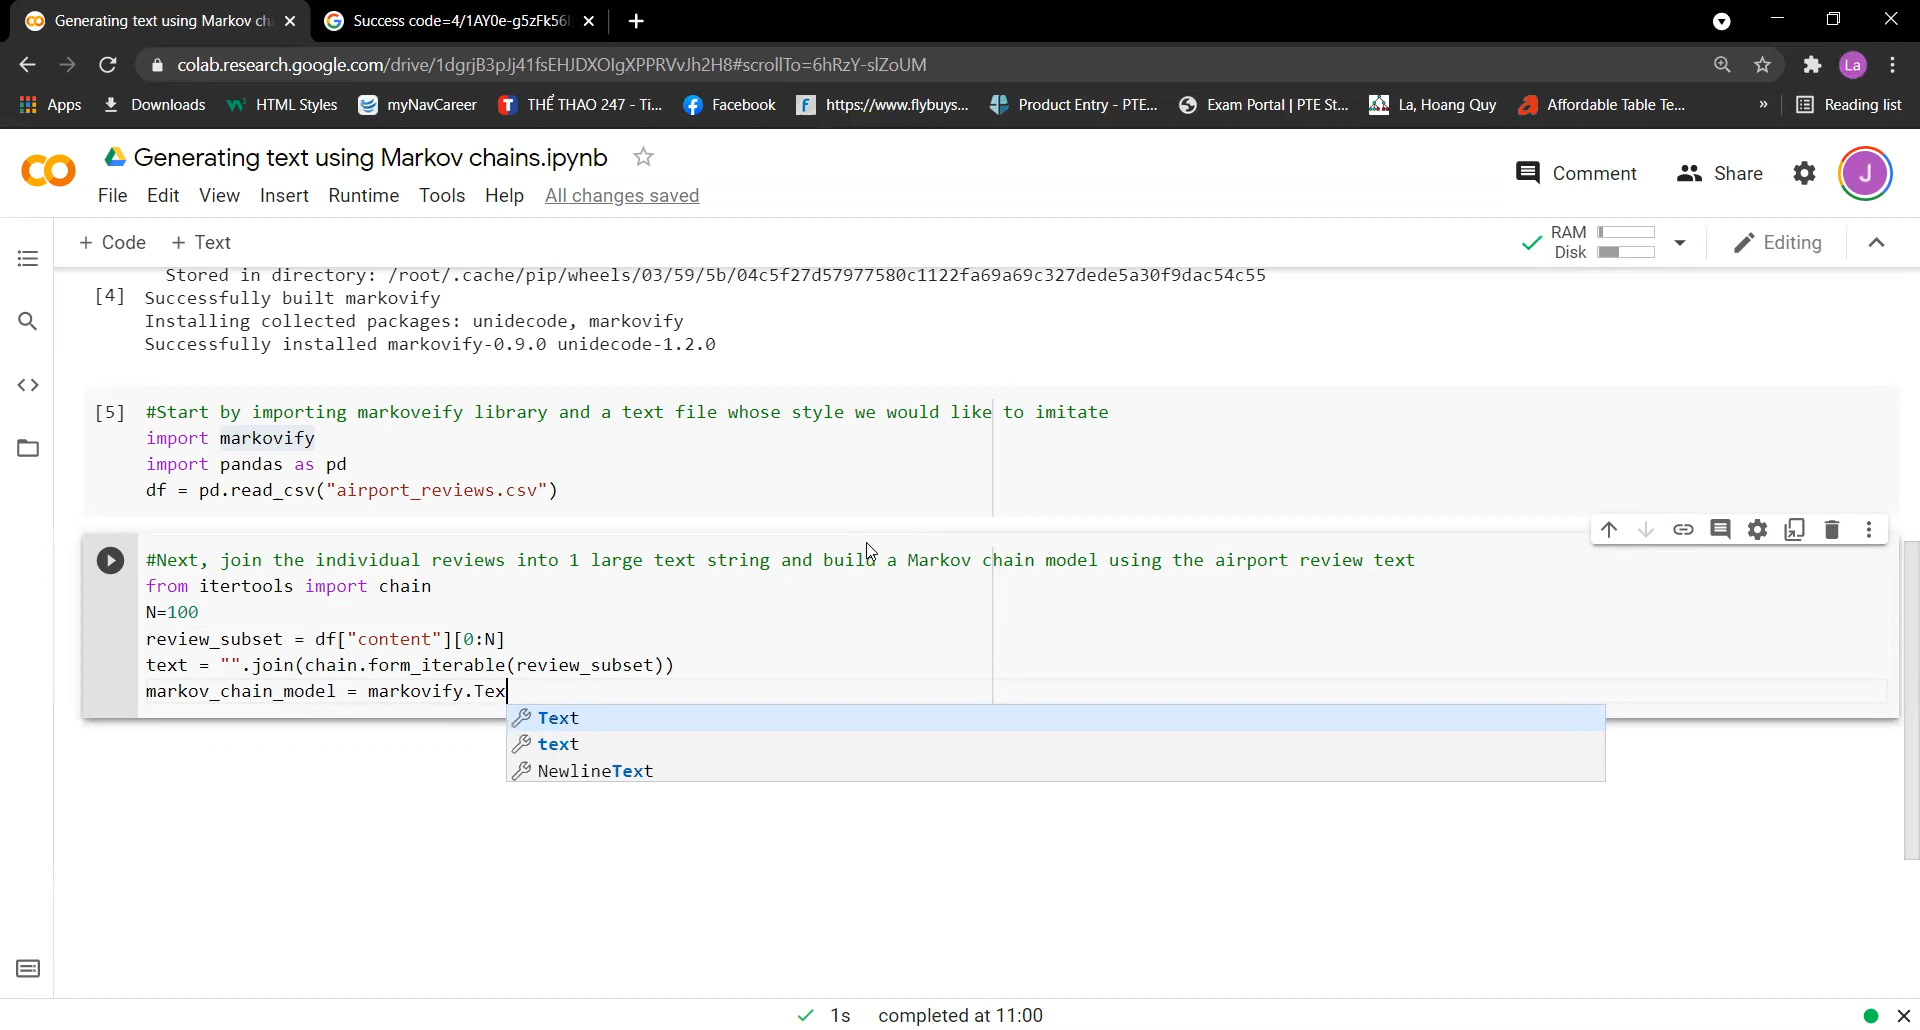 Generating text using Markov ch
Success code=4/1AY0e-g5zFk56
colab.research.google.com/drive/1dgrjB3pJj41fsEHJDXOIgXPPRVvJh2H8#scrollTo=6hRzY-slZoUM
La
Apps
Downloads
HTML Styles
myNavCareer
THỂ THAO 247 - Ti...
Facebook
https://www.flybuys...
Product Entry - PTE...
Exam Portal | PTE St...
La, Hoang Quy
Affordable Table Te...
»
Reading list
Generating text using Markov chains.ipynb
Comment
Share
J
File Edit View Insert Runtime Tools Help All changes saved
+ Code + Text
RAM
Disk
Editing
Stored in directory: /root/.cache/pip/wheels/03/59/5b/04c5f27d57977580c1122fa69a69c327dede5a30f9dac54c55
[4] Successfully built markovify
Installing collected packages: unidecode, markovify
Successfully installed markovify-0.9.0 unidecode-1.2.0
[5] #Start by importing markoveify library and a text file whose style we would like to imitate
import markovify
import pandas as pd
df = pd.read_csv("airport_reviews.csv")
#Next, join the individual reviews into 1 large text string and build a Markov chain model using the airport review text
from itertools import chain
N=100
review_subset = df["content"][0:N]
text = "".join(chain.form_iterable(review_subset))
markov_chain_model = markovify.Tex
Text
text
NewlineText
1s completed at 11:00